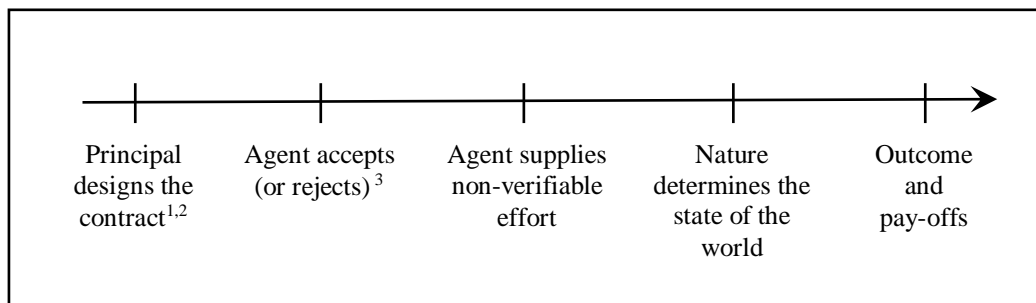 Principal
designs the
contract1,2
Agent accepts
(or rejects) 3
Agent supplies
non-verifiable
effort
Nature
determines the
state of the
world
Outcome
and
pay-offs